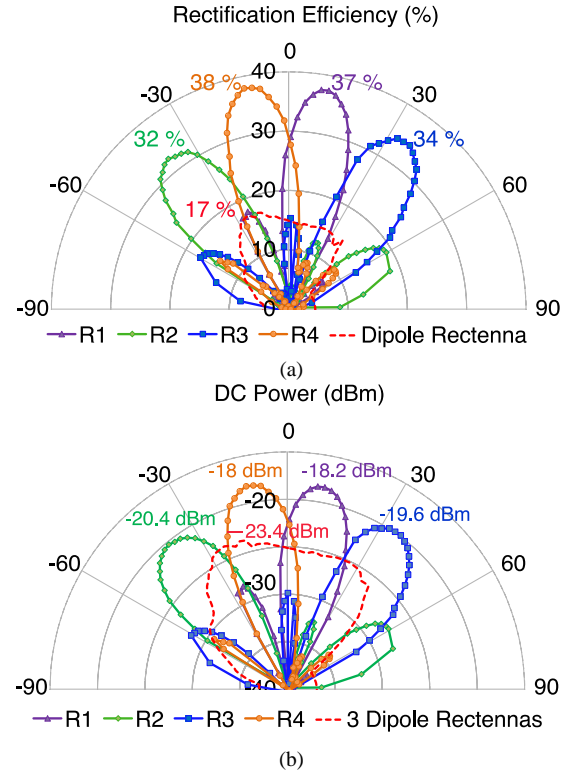 Rectification Efficiency (%)
0
40
38 %
37 %
-30
30
30
32 %
34 %
-60
20
60
17 %
10
-90
0
90
R1 R2 R3 R4 Dipole Rectenna
(a)
DC Power (dBm)
0
-18 dBm
-18.2 dBm
-30
30
-20.4 dBm
-20
-19.6 dBm
-23.4 dBm
-60
60
-30
-90
-40
90
R1 R2 R3 R4 3 Dipole Rectennas
(b)